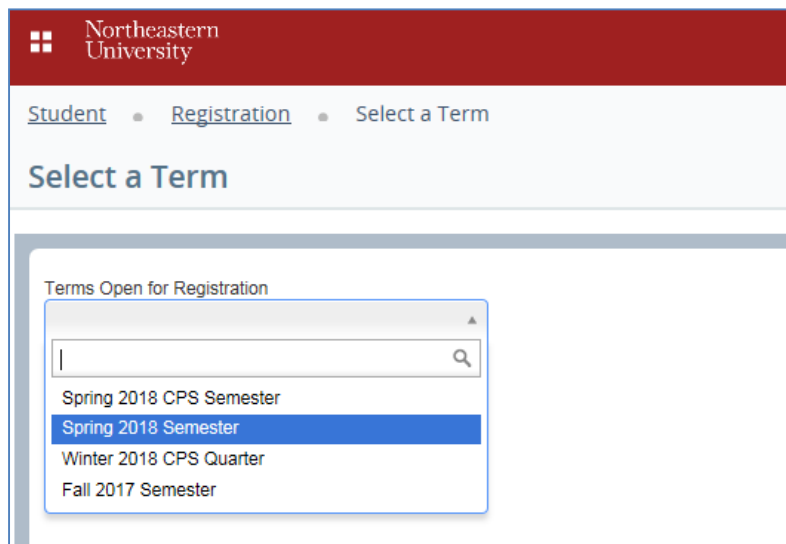 Northeastern
University
Student • Registration • Select a Term
Select a Term
Terms Open for Registration
Spring 2018 CPS Semester
Spring 2018 Semester
Winter 2018 CPS Quarter
Fall 2017 Semester